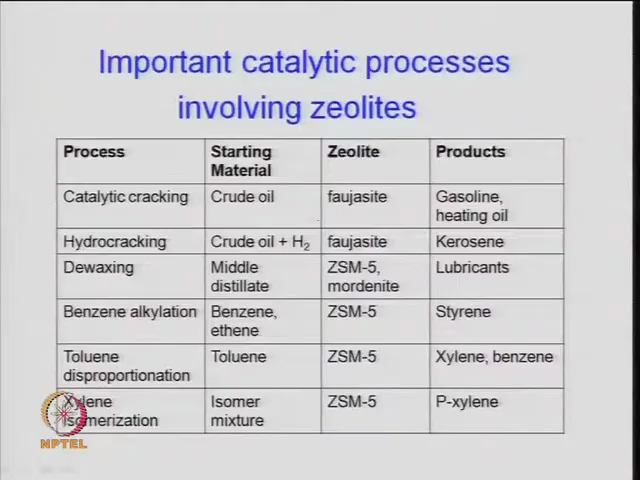 Important catalytic processes
involving zeolites
Process Starting Material Zeolite Products
Catalytic cracking Crude oil faujasite Gasoline, heating oil
Hydrocracking Crude oil + H2 faujasite Kerosene
Dewaxing Middle distillate ZSM-5, mordenite Lubricants
Benzene alkylation Benzene, ethene ZSM-5 Styrene
Toluene disproportionation Toluene ZSM-5 Xylene, benzene
Xylene isomerization Isomer mixture ZSM-5 P-xylene
NPTEL